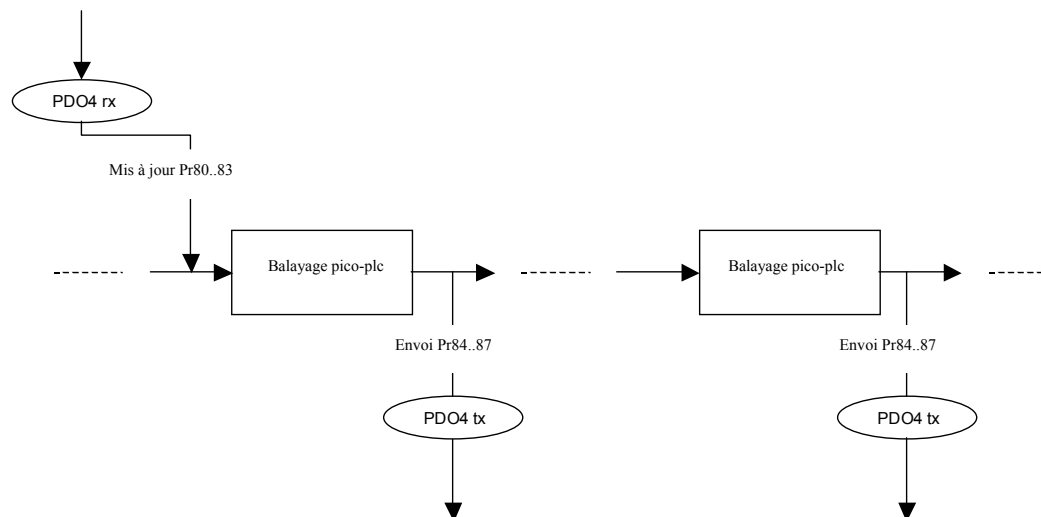 PDO4 rx
Mis à jour Pr80..83
Balayage pico-plc
Balayage pico-plc
Envoi Pr84..87
Envoi Pr84..87
PDO4 tx
PDO4 tx